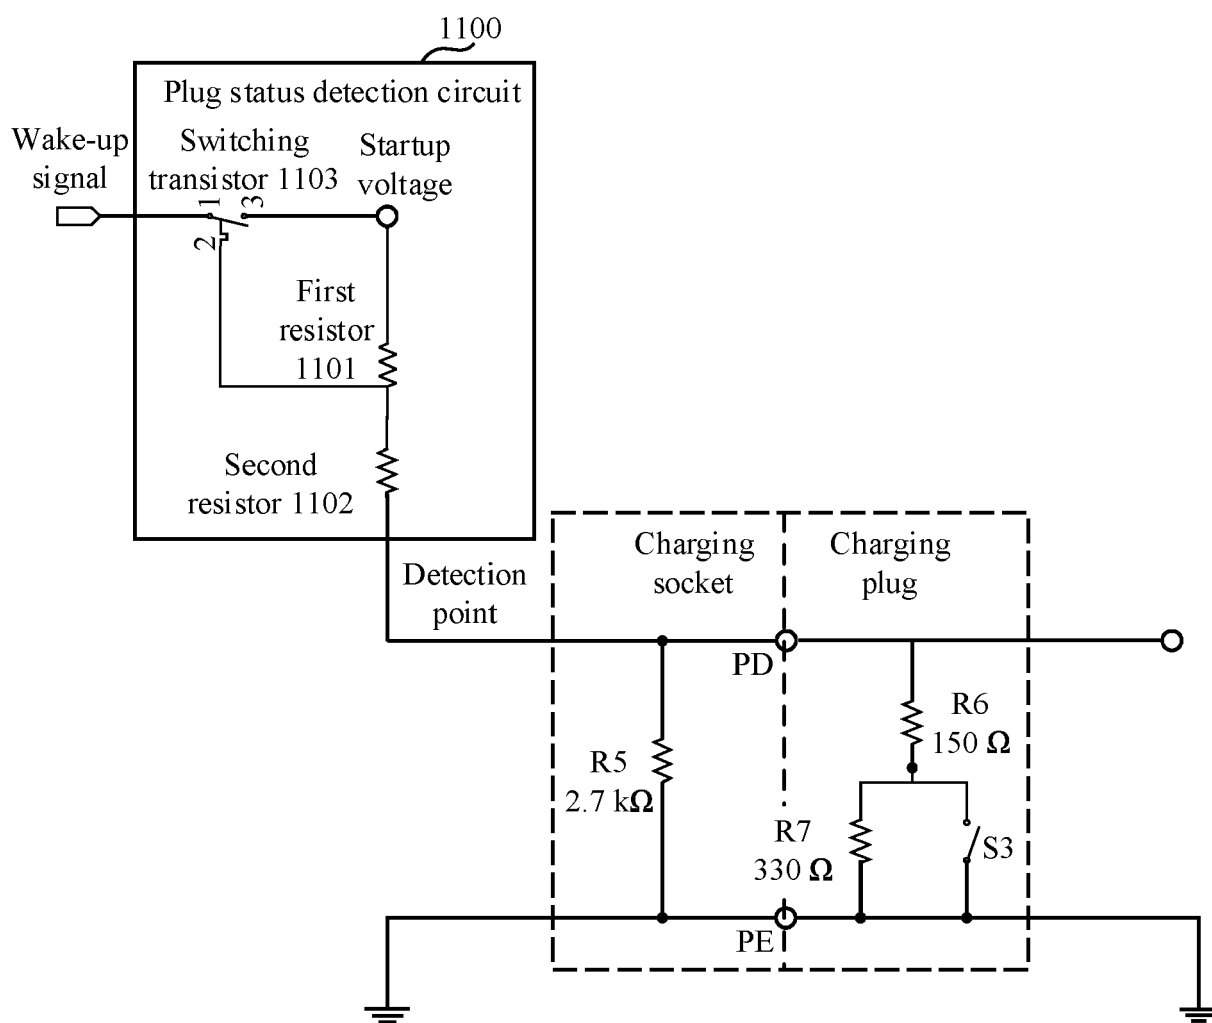 1100
Plug status detection circuit
Wake-up
signal
Switching
transistor 1103
Startup
voltage
1
3
2
First
resistor
1101
Second
resistor 1102
Detection
point
Charging
socket
Charging
plug
PD
R6
150 Ω
R5
2.7 kΩ
R7
330 Ω
S3
PE